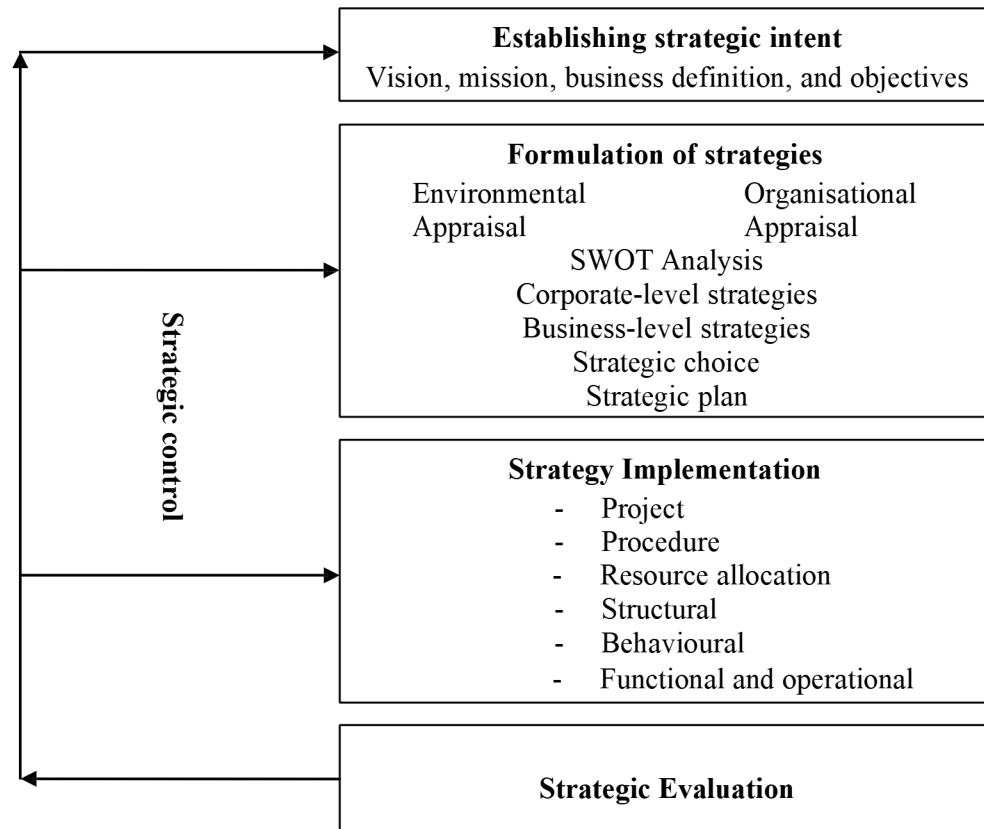 Establishing strategic intent
Vision, mission, business definition, and objectives
Formulation of strategies
Environmental Appraisal
Organisational Appraisal
SWOT Analysis
Corporate-level strategies
Business-level strategies
Strategic choice
Strategic plan
Strategic control
Strategy Implementation
- Project
- Procedure
- Resource allocation
- Structural
- Behavioural
- Functional and operational
Strategic Evaluation